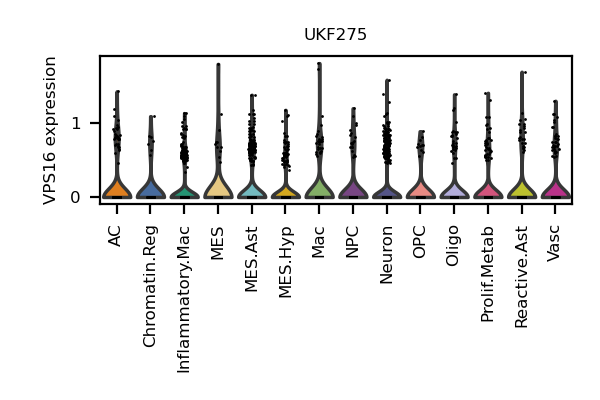 UKF275
VPS16 expression
1
0
AC
Chromatin.Reg
Inflammatory.Mac
MES
MES.Ast
MES.Hyp
Mac
NPC
Neuron
OPC
Oligo
Prolif.Metab
Reactive.Ast
Vasc